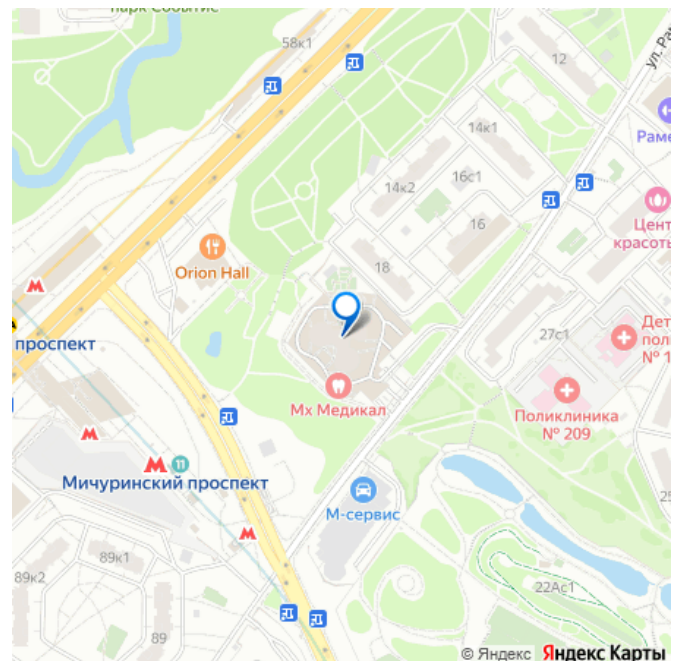 парк Событие
58к1
12
ул. Ра
14к1
Раме
14к2
16с1
16
Цент
красоты
Orion Hall
18
27с1
Дет
пол
№ 1
проспект
Мх Медикал
Поликлиника
№ 209
11
Мичуринский проспект
М-сервис
25
89к1
89к2
22Ас1
89
© Яндекс Яндекс Карты